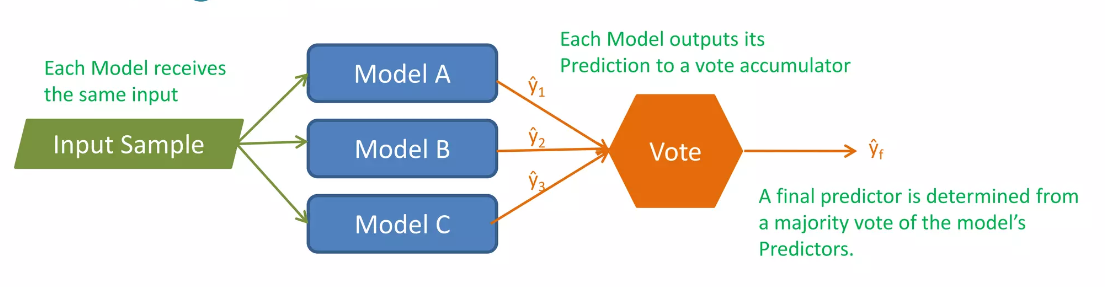 Each Model receives
the same input
Input Sample
Model A
Model B
Model C
Each Model outputs its
Prediction to a vote accumulator
ŷ1
ŷ2
ŷ3
Vote
ŷf
A final predictor is determined from
a majority vote of the model's
Predictors.